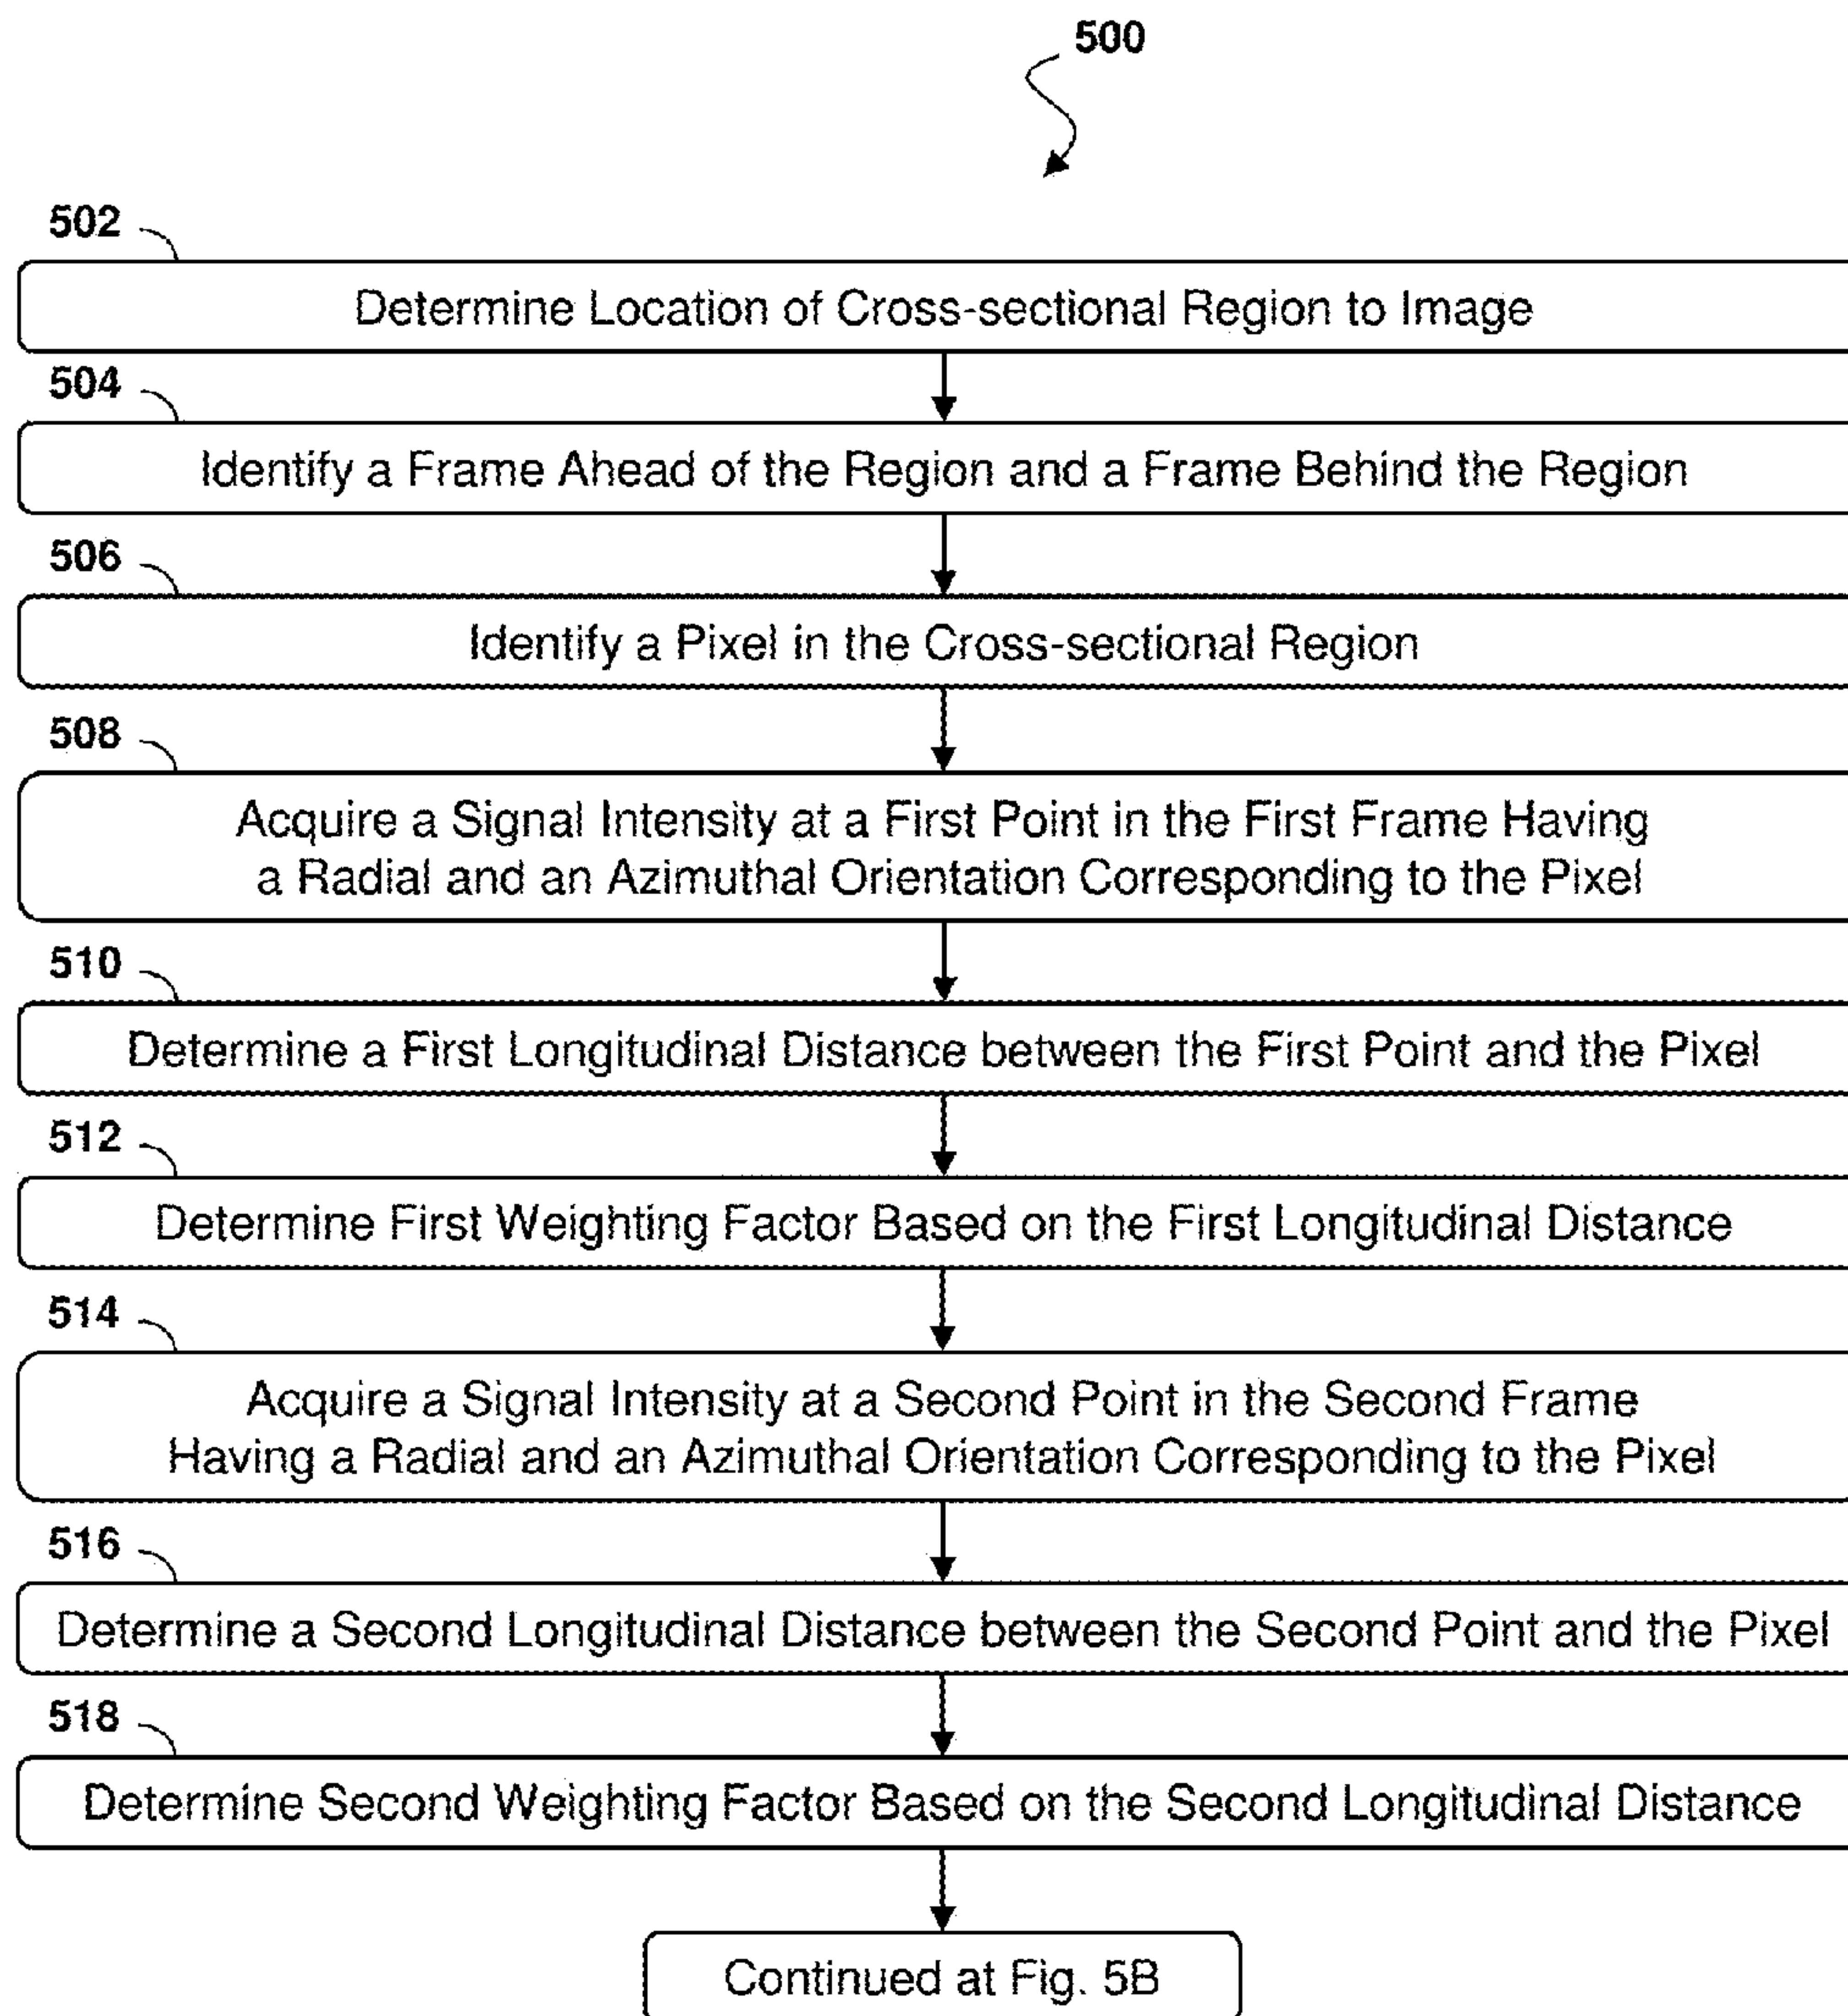 500
502
Determine Location of Cross-sectional Region to Image
504
Identify a Frame Ahead of the Region and a Frame Behind the Region
506
Identify a Pixel in the Cross-sectional Region
508
Acquire a Signal Intensity at a First Point in the First Frame Having
a Radial and an Azimuthal Orientation Corresponding to the Pixel
510
Determine a First Longitudinal Distance between the First Point and the Pixel
512
Determine First Weighting Factor Based on the First Longitudinal Distance
514
Acquire a Signal Intensity at a Second Point in the Second Frame
Having a Radial and an Azimuthal Orientation Corresponding to the Pixel
516
Determine a Second Longitudinal Distance between the Second Point and the Pixel
518
Determine Second Weighting Factor Based on the Second Longitudinal Distance
Continued at Fig. 5B